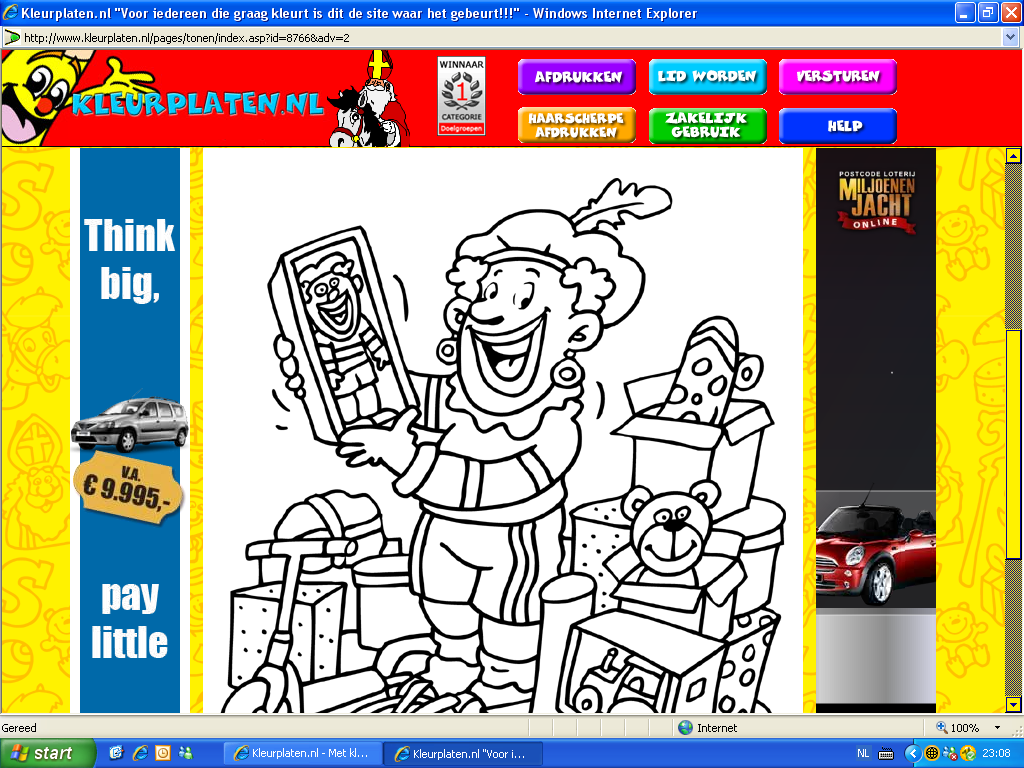 Kleurplaten.nl "Voor iedereen die graag kleurt is dit de site waar het gebeurt!!!" - Windows Internet Explorer
http://www.kleurplaten.nl/pages/tonen/index.asp?id=8766&adv=2
KLEURPLATEN.NL
WINNAAR
1
CATEGORIE
Doelgroepen
AFDRUKKEN
LID WORDEN
VERSTUREN
HAARSCHERPE
AFDRUKKEN
ZAKELIJK
GEBRUIK
HELP
Think
big,
V.A.
€ 9.995,-
pay
little
POSTCODE LOTERIJ
MILJOENEN
JACHT
ONLINE
Gereed
Internet
100%
start
Kleurplaten.nl - Met kl...
Kleurplaten.nl "Voor i...
NL
23:08